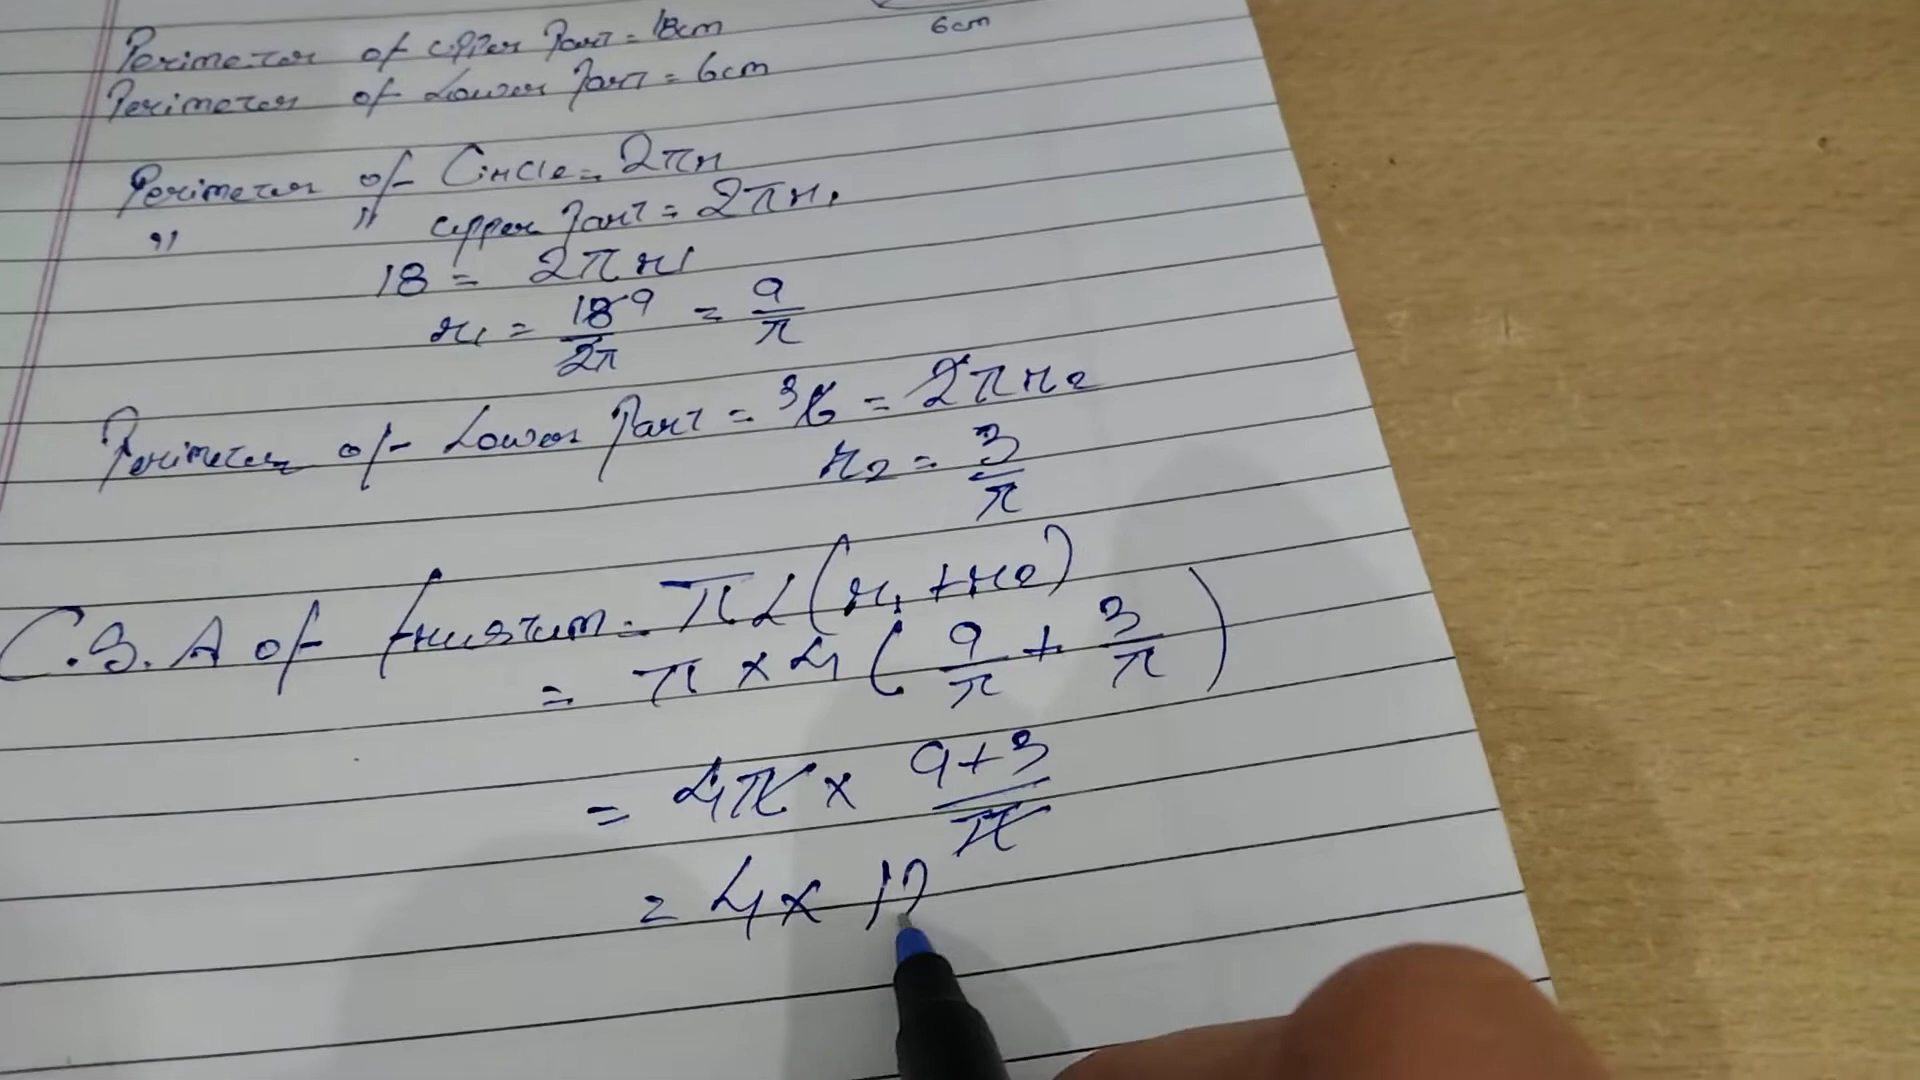 6cm
Perimeter of upper Part = 18cm
Perimeter of Lower Part = 6cm
Perimeter of Circle = 2πr
" " upper Part = 2πr₁
18 = 2πr₁
r₁ = 18 9 / 2π = 9/π
Perimeter of Lower Part = 3 6 = 2πr₂
r₂ = 3/π
C.S.A of frustum = πL(r₁+r₂)
= π × 4 (9/π + 3/π)
= 4π × 9+3/π
= 4 × 12